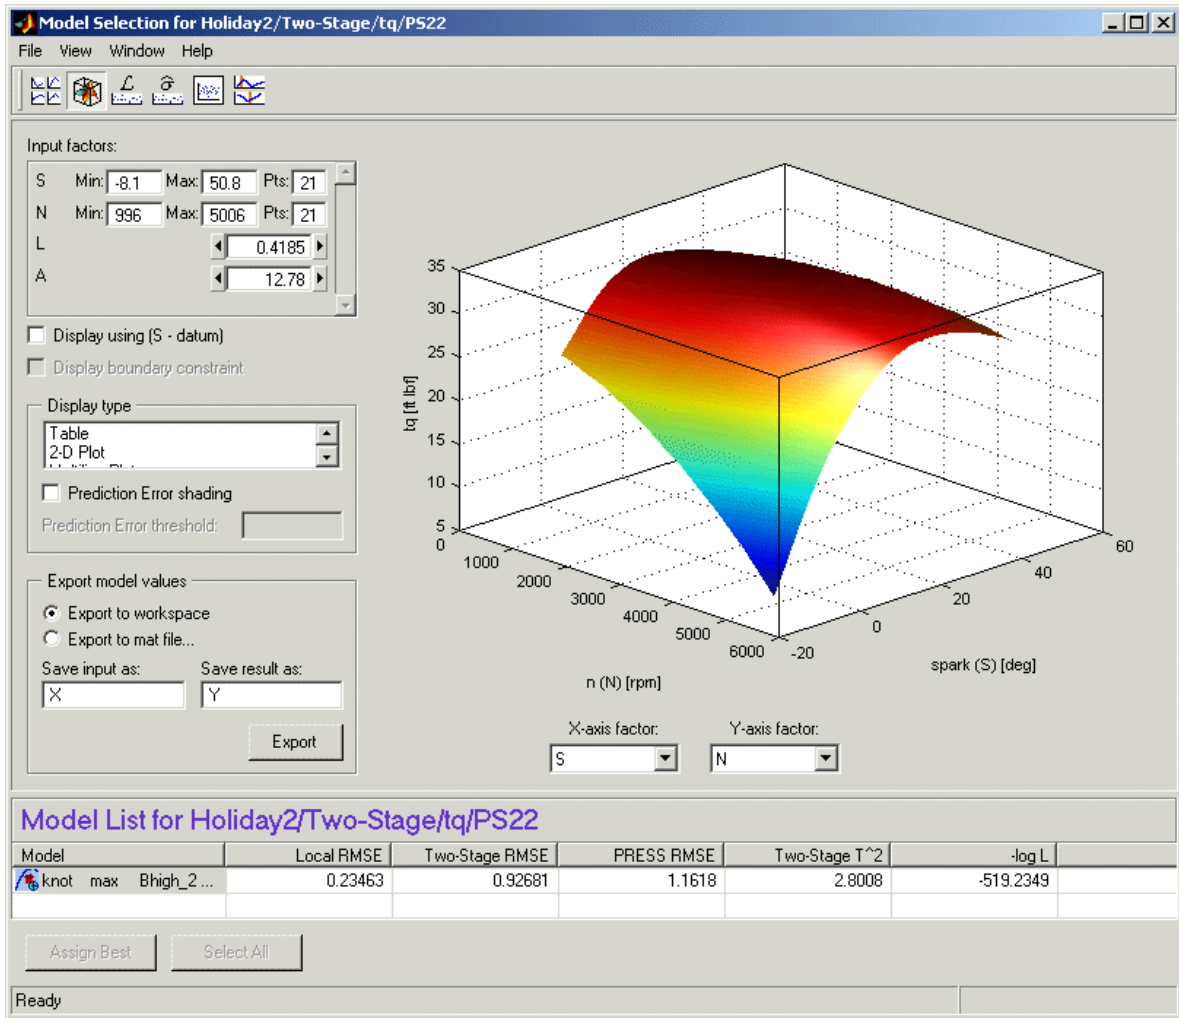 Model Selection for Holiday2/Two-Stage/tq/PS22
File View Window Help
Input factors:
S Min: -8.1 Max: 50.8 Pts: 21
N Min: 996 Max: 5006 Pts: 21
L 0.4185
A 12.78
Display using (S - datum)
Display boundary constraint
Display type
Table
2-D Plot
Prediction Error shading
Prediction Error threshold:
Export model values
Export to workspace
Export to mat file...
Save input as: Save result as:
X Y
Export
35
30
25
20
15
10
5
tq [ft lbf]
0
1000
2000
3000
4000
5000
6000
n (N) [rpm]
-20
0
20
40
60
spark (S) [deg]
X-axis factor: Y-axis factor:
S N
Model List for Holiday2/Two-Stage/tq/PS22
Model Local RMSE Two-Stage RMSE PRESS RMSE Two-Stage T^2 -log L
knot max Bhigh_2 ... 0.23463 0.92681 1.1618 2.8008 -519.2349
Assign Best Select All
Ready